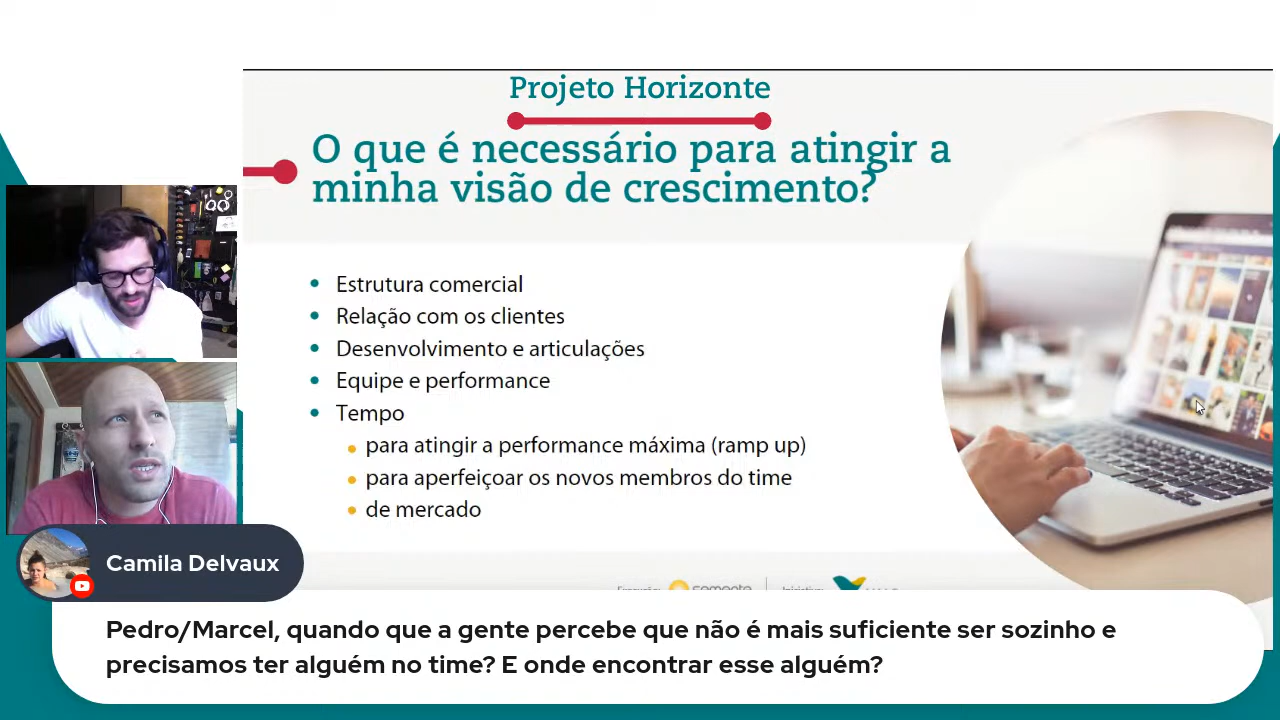 Projeto Horizonte
O que é necessário para atingir a
minha visão de crescimento?
Estrutura comercial
Relação com os clientes
Desenvolvimento e articulações
Equipe e performance
Tempo
para atingir a performance máxima (ramp up)
para aperfeiçoar os novos membros do time
de mercado
Camila Delvaux
Pedro/Marcel, quando que a gente percebe que não é mais suficiente ser sozinho e
precisamos ter alguém no time? E onde encontrar esse alguém?